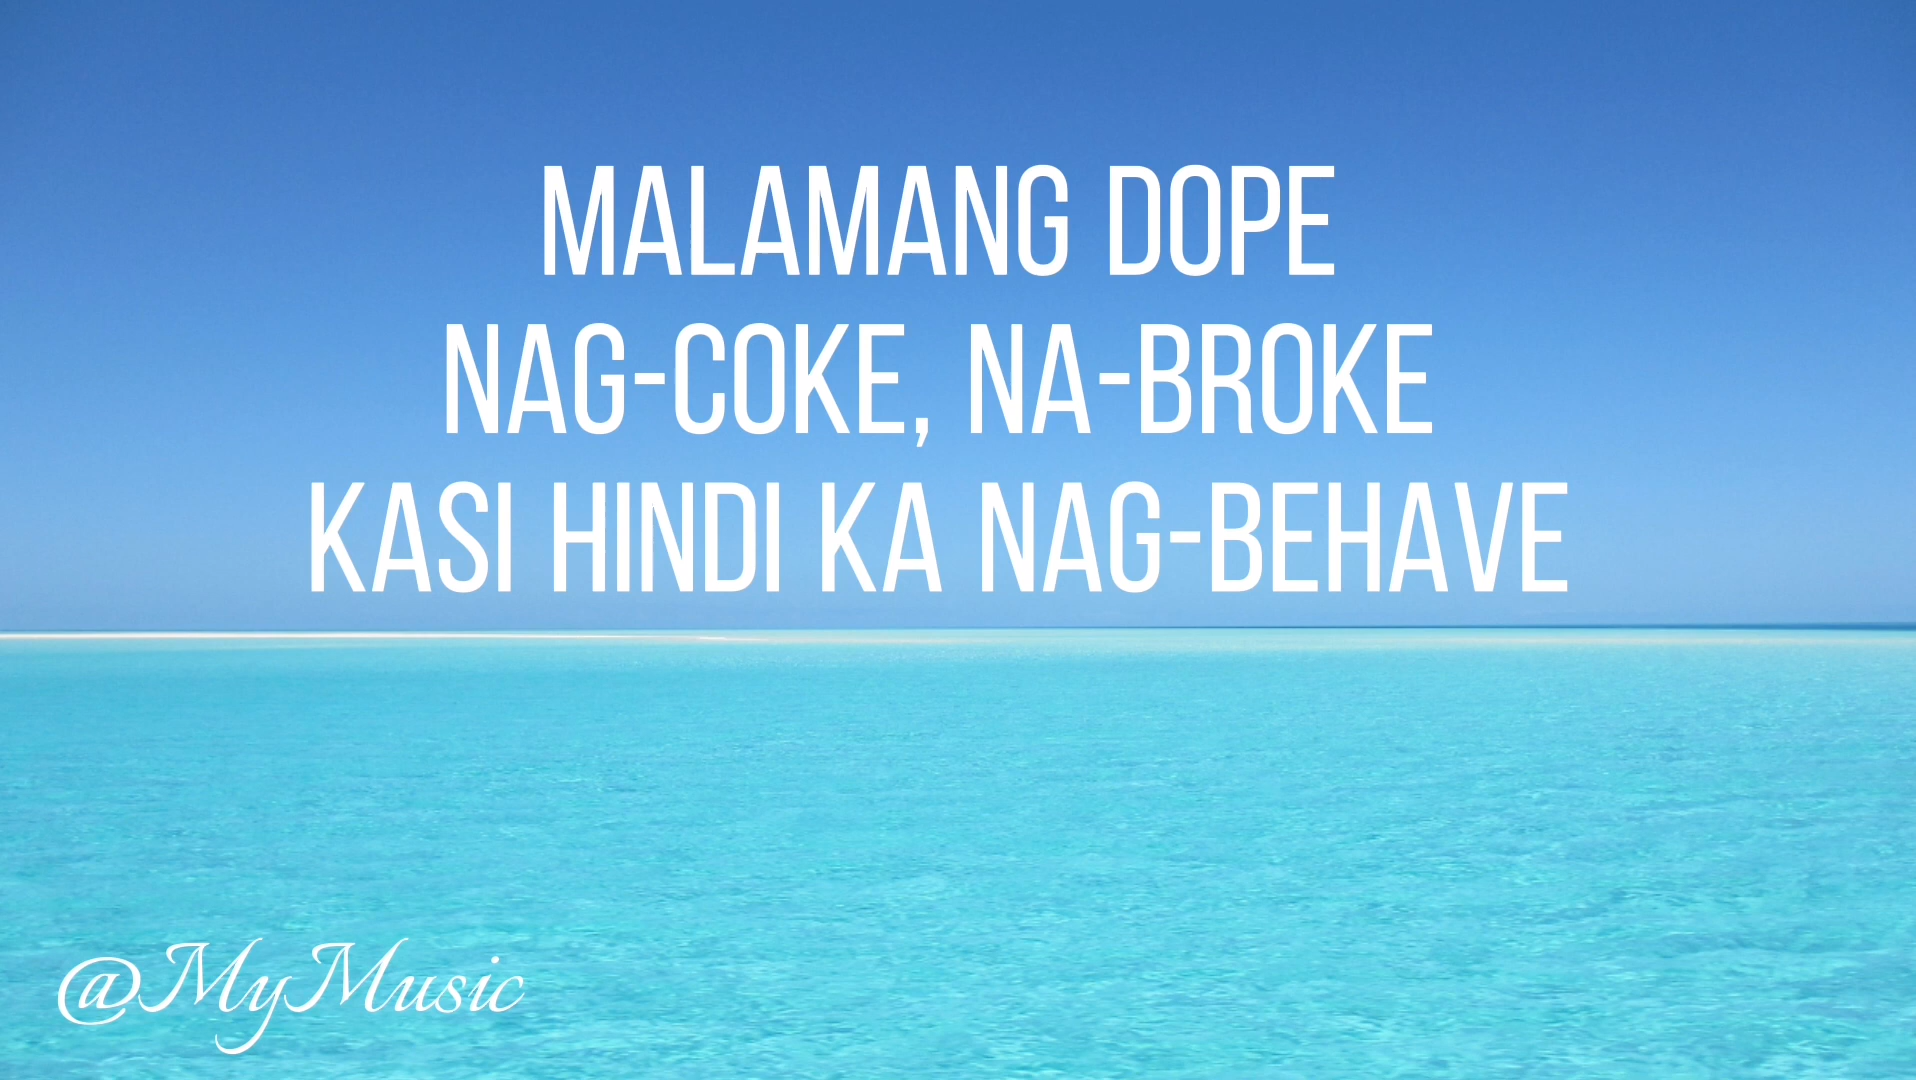 MALAMANG DOPE
NAG-COKE, NA-BROKE
KASI HINDI KA NAG-BEHAVE
@MyMusic